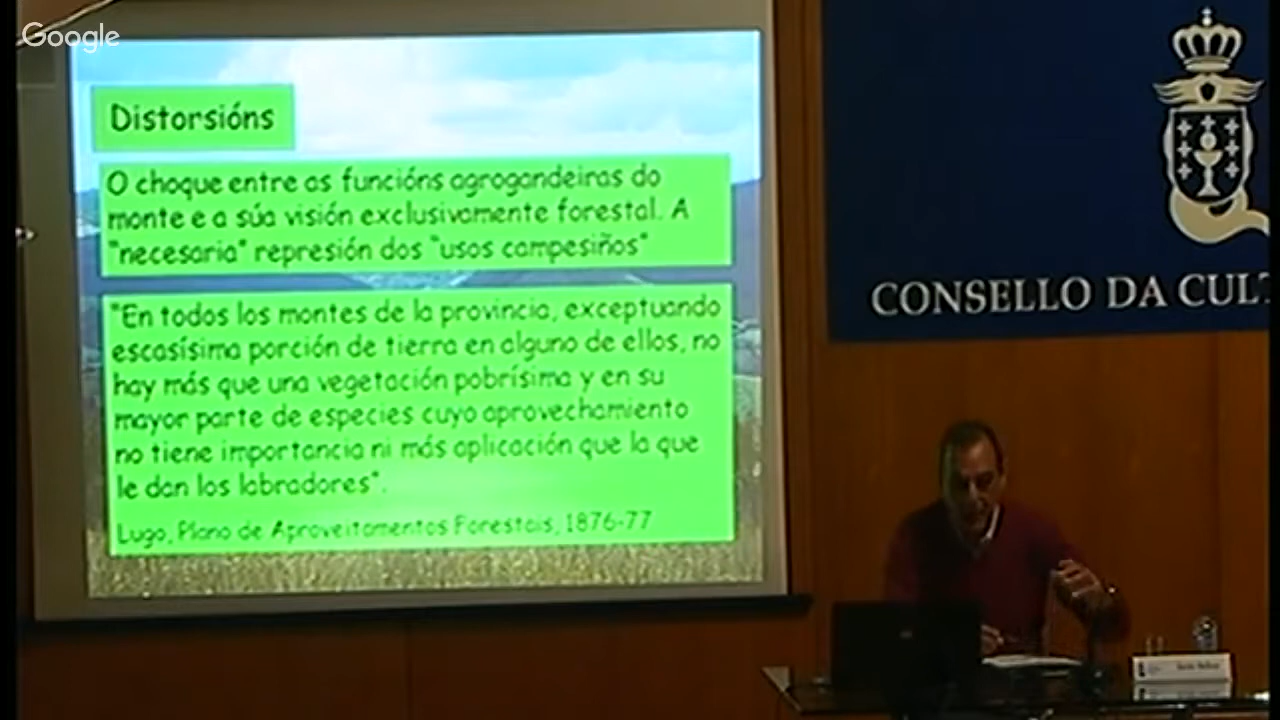 Google
Distorsións
O choque entre as funcións agrogandeiras do
monte e a súa visión exclusivamente forestal. A
"necesaria" represión dos "usos campesiños"
"En todos los montes de la provincia, exceptuando
escasísima porción de tierra en alguno de ellos, no
hay más que una vegetación pobrísima y en su
mayor parte de especies cuyo aprovechamiento
no tiene importancia ni más aplicación que la que
le dan los labradores".
Lugo, Plano de Aproveitamentos Forestais, 1876-77
CONSELLO DA CULT